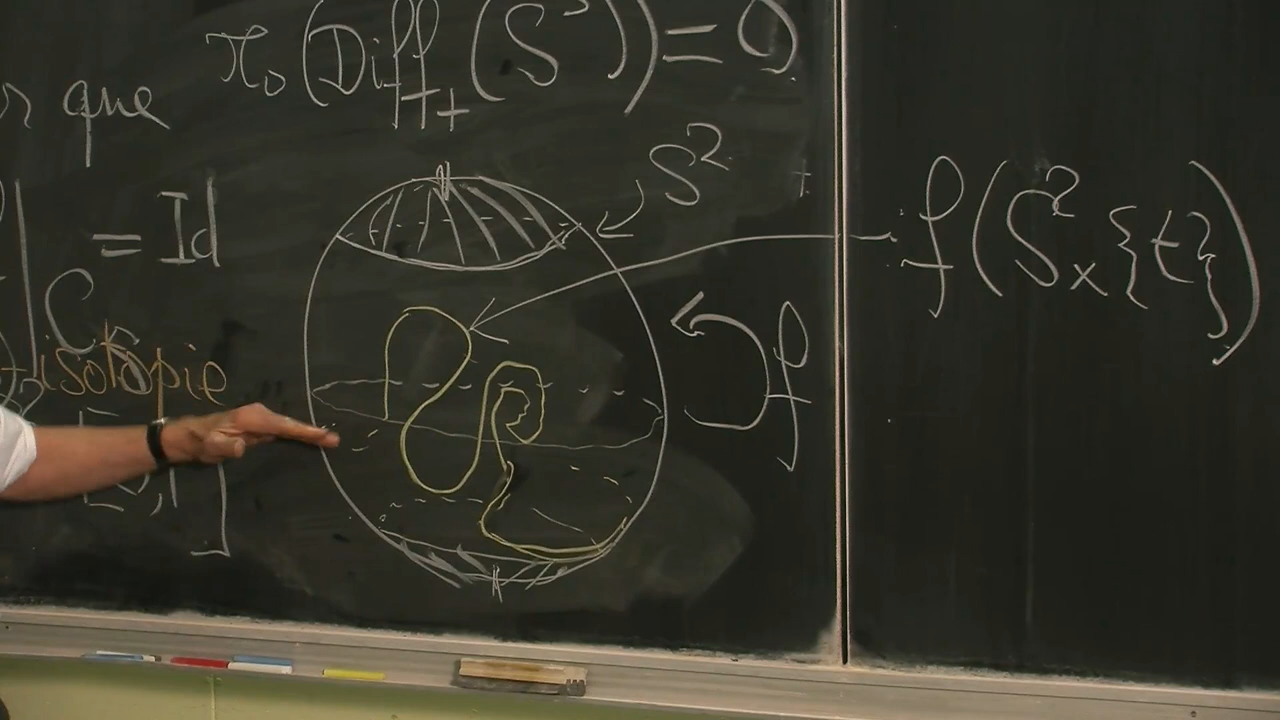 π₀(Diff₊(S³)) = 0
que
S²
= Id
f(S² × {t})
f
isotopie